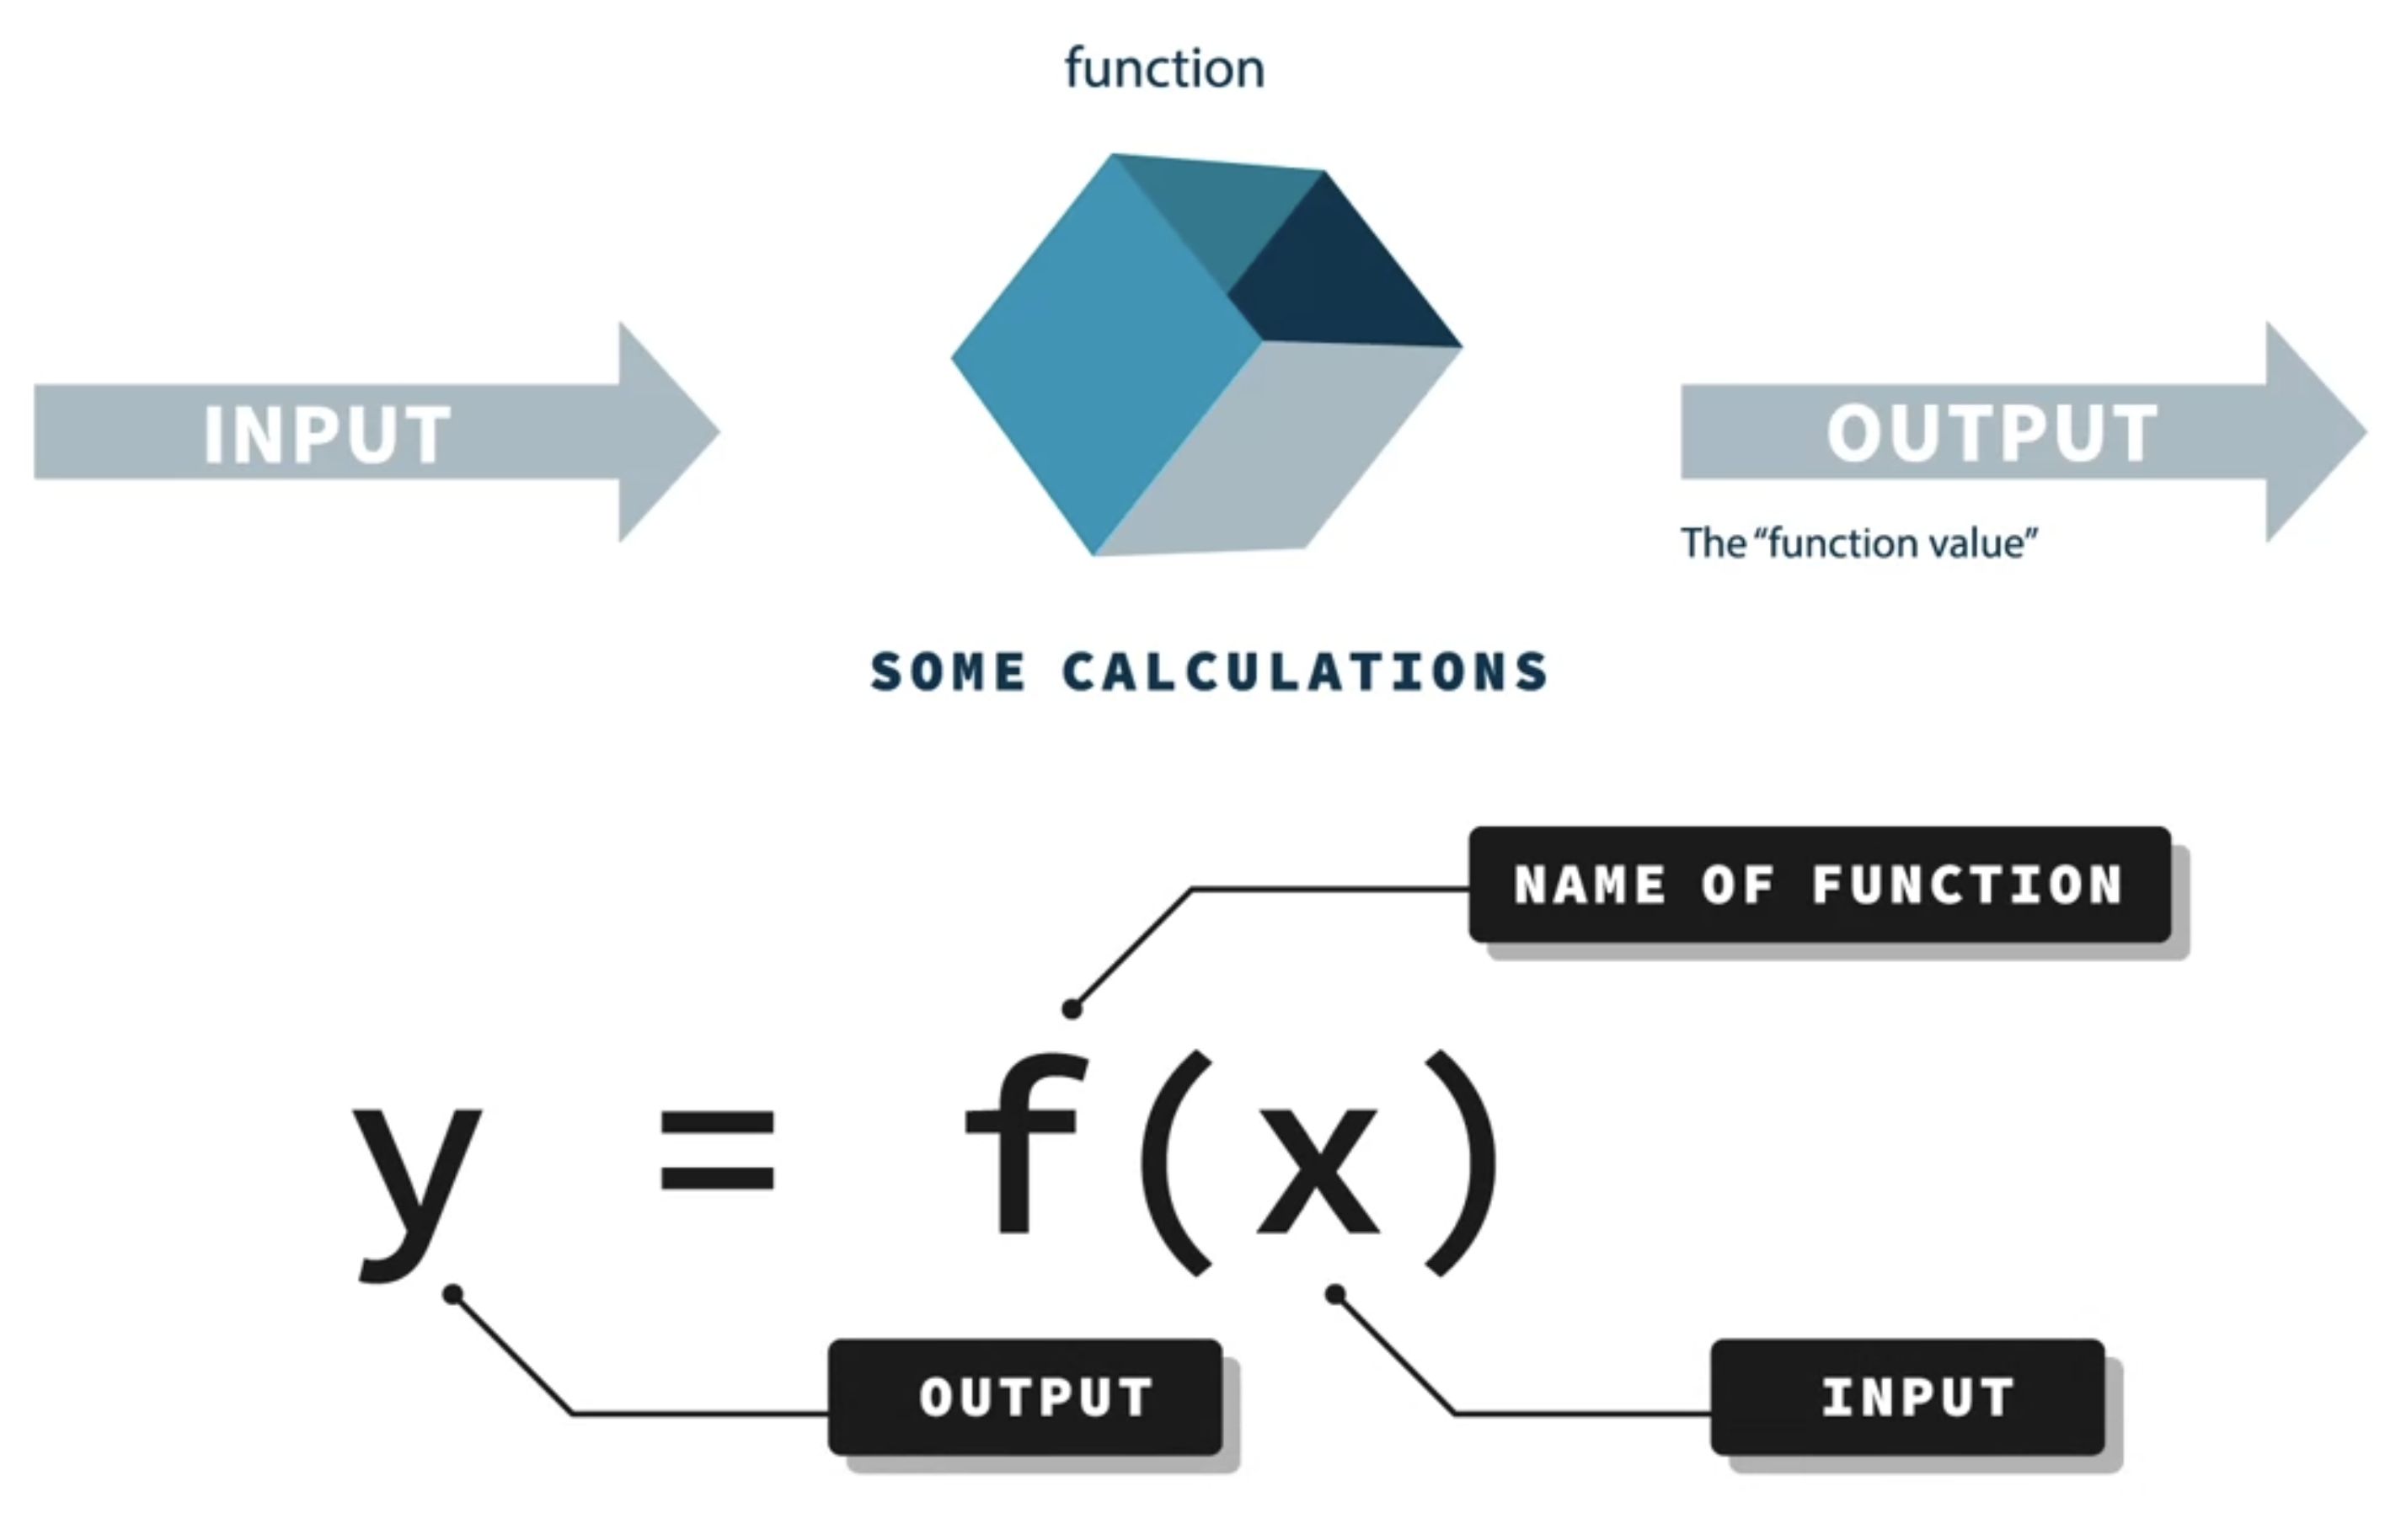 function
INPUT
OUTPUT
The “function value”
SOME CALCULATIONS
NAME OF FUNCTION
y = f(x)
OUTPUT
INPUT